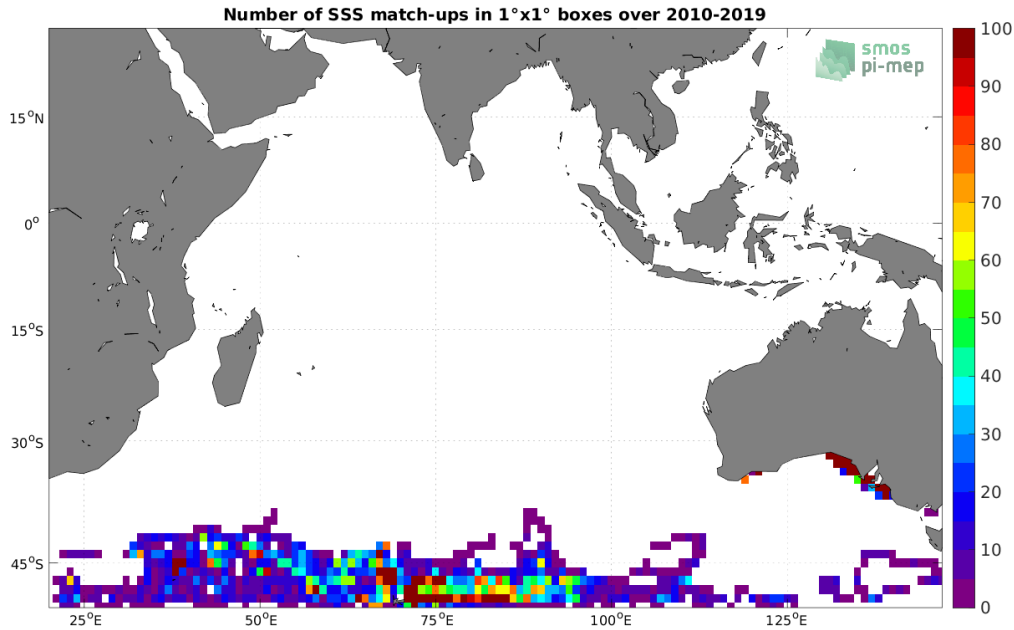 Number of SSS match-ups in 1°x1° boxes over 2010-2019
smos
pi-mep
100
90
80
70
60
50
40
30
20
10
0
15°N
0°
15°S
30°S
45°S
25°E
50°E
75°E
100°E
125°E